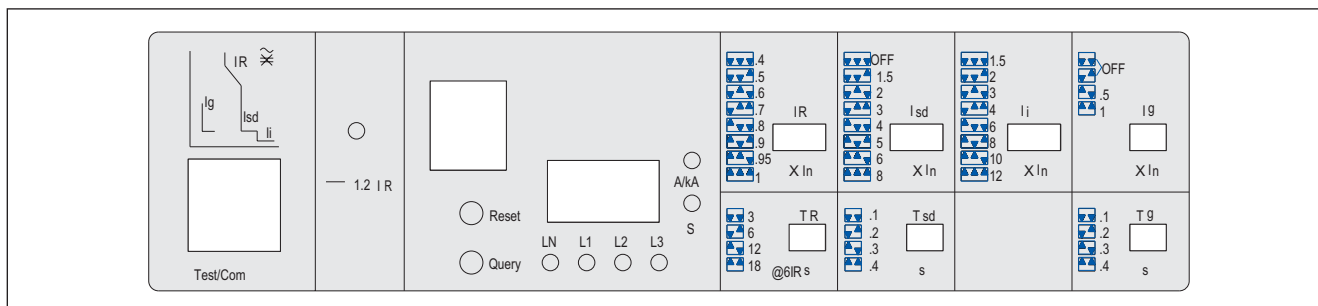 IR
Ig
Isd
Ii
Test/Com
1.2 IR
Reset
Query
LN L1 L2 L3
A/kA
S
.4
.5
.6
.7
.8
.9
.95
1
IR
X In
OFF
1.5
2
3
4
5
6
8
Isd
X In
1.5
2
3
4
6
8
10
12
Ii
X In
OFF
.5
1
Ig
X In
3
6
12
18
TR
@6IR s
.1
.2
.3
.4
Tsd
s
.1
.2
.3
.4
Tg
s